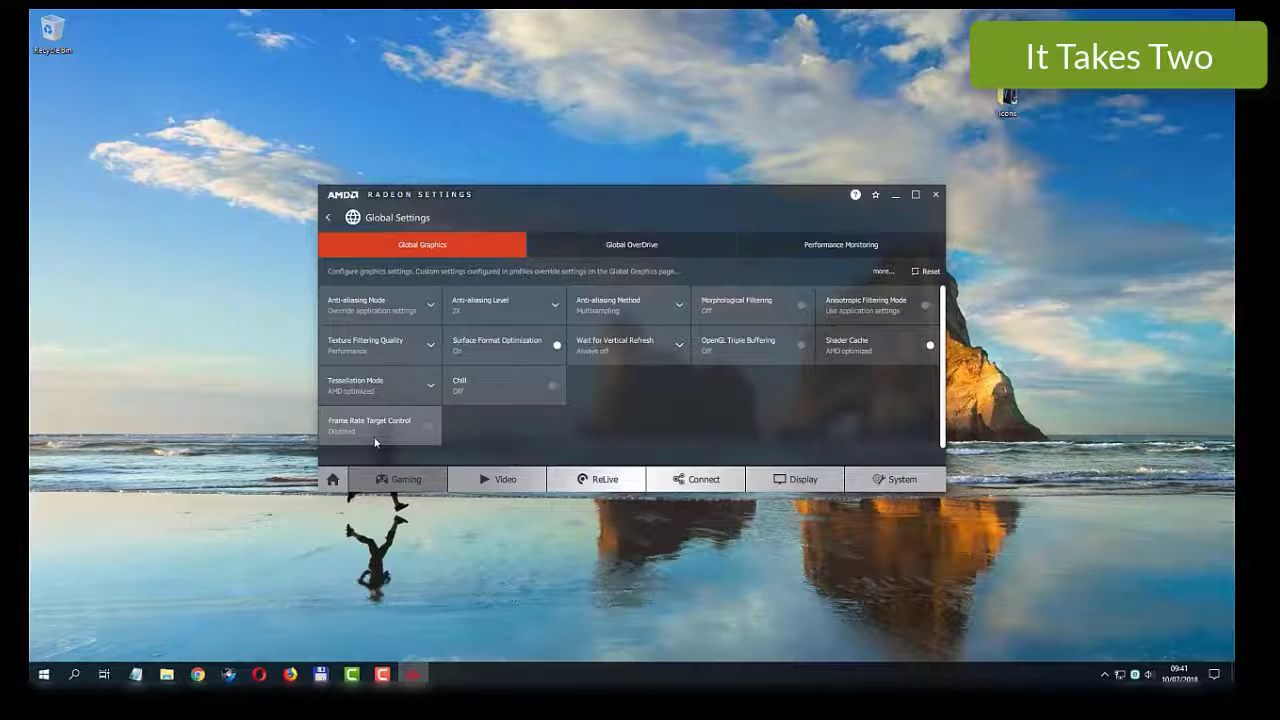 Recycle Bin
It Takes Two
icons
AMD RADEON SETTINGS
Global Settings
Global Graphics
Global OverDrive
Performance Monitoring
Configure graphics settings. Custom settings configured in profiles override settings on the Global Graphics page...
more...
Reset
Anti-aliasing Mode
Override application settings
Anti-aliasing Level
2X
Anti-aliasing Method
Multisampling
Morphological Filtering
Off
Anisotropic Filtering Mode
Use application settings
Texture Filtering Quality
Performance
Surface Format Optimization
On
Wait for Vertical Refresh
Always off
OpenGL Triple Buffering
Off
Shader Cache
AMD optimized
Tessellation Mode
AMD optimized
Chill
Off
Frame Rate Target Control
Disabled
Gaming
Video
ReLive
Connect
Display
System
09:41
10/07/2018